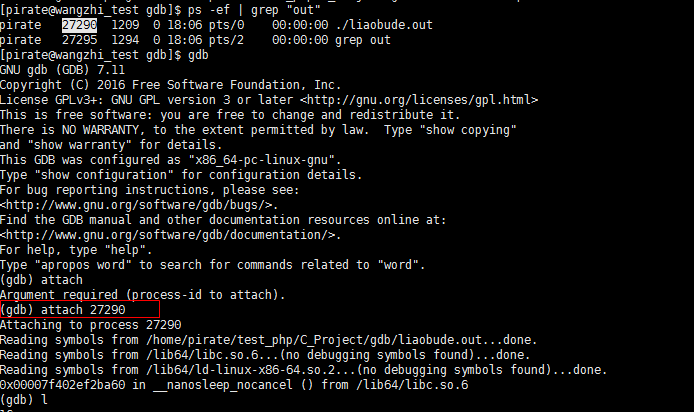 [pirate@wangzhi_test gdb]$ ps -ef | grep "out"
pirate   27290  1209  0 18:06 pts/0    00:00:00 ./liaobude.out
pirate   27295  1294  0 18:06 pts/2    00:00:00 grep out
[pirate@wangzhi_test gdb]$ gdb
GNU gdb (GDB) 7.11
Copyright (C) 2016 Free Software Foundation, Inc.
License GPLv3+: GNU GPL version 3 or later <http://gnu.org/licenses/gpl.html>
This is free software: you are free to change and redistribute it.
There is NO WARRANTY, to the extent permitted by law.  Type "show copying"
and "show warranty" for details.
This GDB was configured as "x86_64-pc-linux-gnu".
Type "show configuration" for configuration details.
For bug reporting instructions, please see:
<http://www.gnu.org/software/gdb/bugs/>.
Find the GDB manual and other documentation resources online at:
<http://www.gnu.org/software/gdb/documentation/>.
For help, type "help".
Type "apropos word" to search for commands related to "word".
(gdb) attach
Argument required (process-id to attach).
(gdb) attach 27290
Attaching to process 27290
Reading symbols from /home/pirate/test_php/C_Project/gdb/liaobude.out...done.
Reading symbols from /lib64/libc.so.6...(no debugging symbols found)...done.
Reading symbols from /lib64/ld-linux-x86-64.so.2...(no debugging symbols found)...done.
0x00007f402ef2ba60 in __nanosleep_nocancel () from /lib64/libc.so.6
(gdb) l